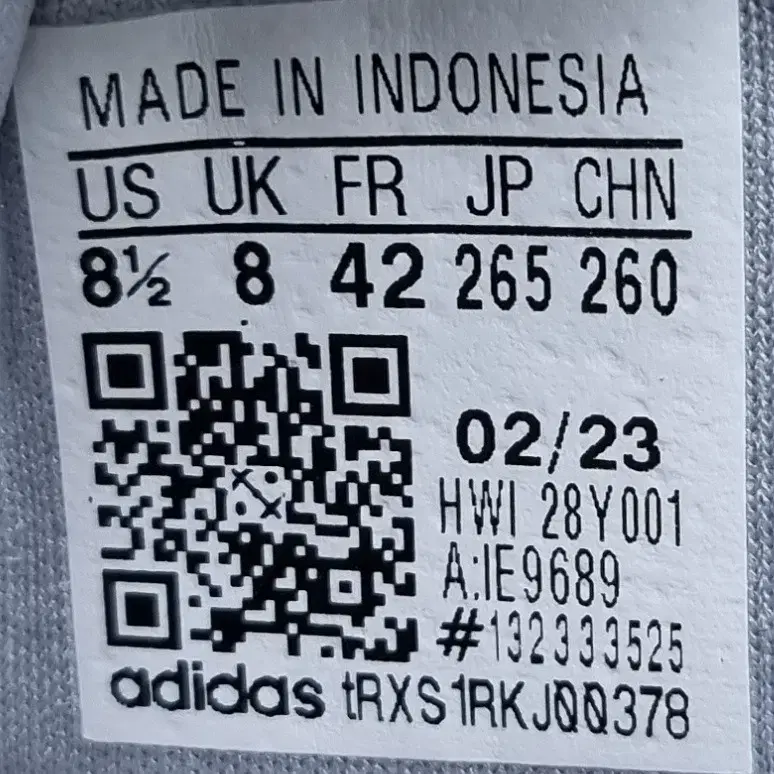 MADE IN INDONESIA
US UK FR JP CHN
8½ 8 42 265 260
02/23
HWI 28Y001
A:IE9689
#132333525
adidas tRXS1RKJ00378